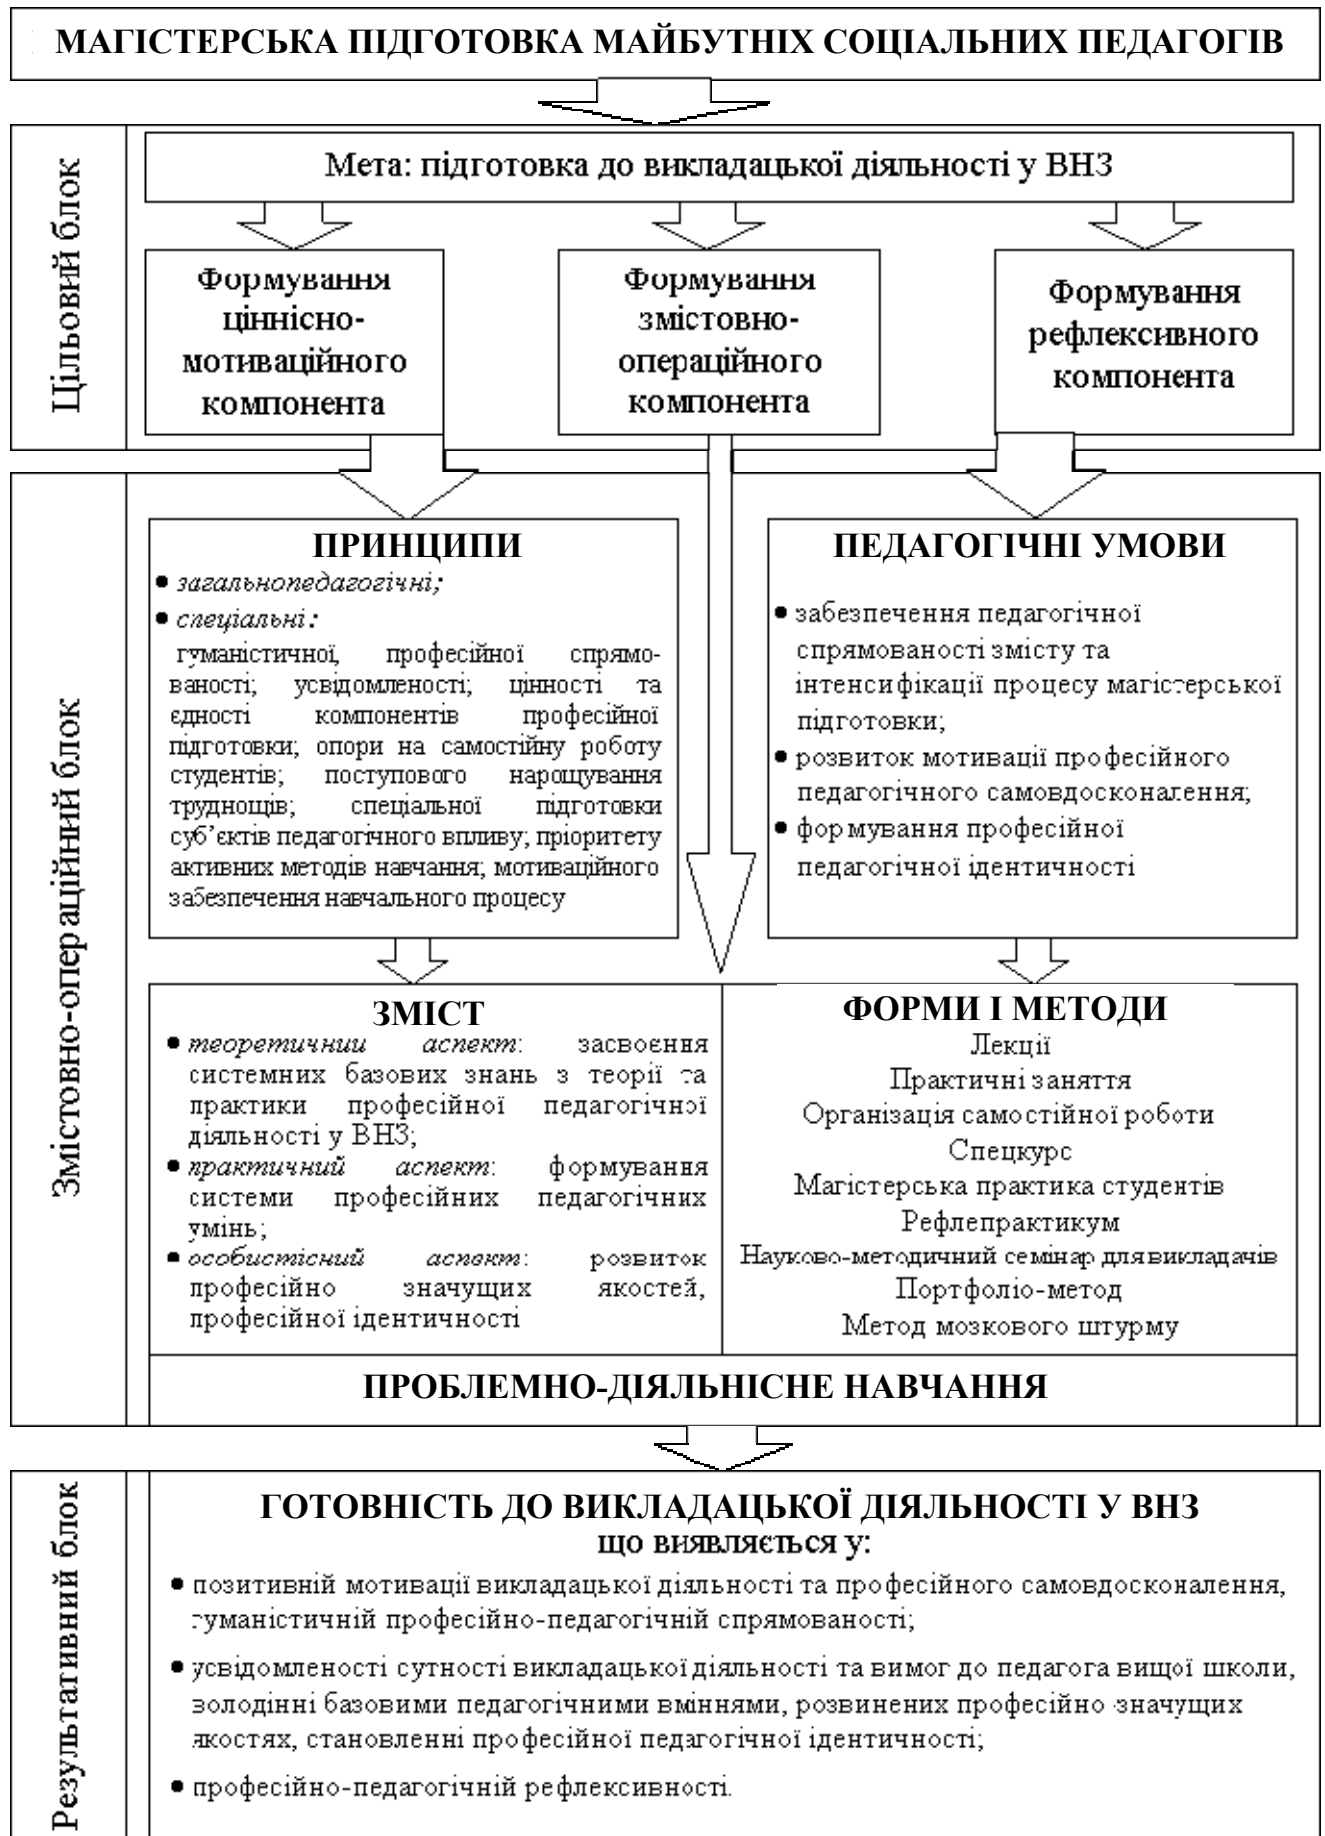 МАГІСТЕРСЬКА ПІДГОТОВКА МАЙБУТНІХ СОЦІАЛЬНИХ ПЕДАГОГІВ
Цільовий блок
Мета: підготовка до викладацької діяльності у ВНЗ
Формування
ціннісно-
мотиваційного
компонента
Формування
змістовно-
операційного
компонента
Формування
рефлексивного
компонента
Змістовно-операційний блок
ПРИНЦИПИ
• загальнопедагогічні;
• спеціальні:
гуманістичної, професійної спрямо-
ваності; усвідомленості; цінності та
єдності компонентів професійної
підготовки; опори на самостійну роботу
студентів; поступового нарощування
труднощів; спеціальної підготовки
суб’єктів педагогічного впливу; пріоритету
активних методів навчання; мотиваційного
забезпечення навчального процесу
ПЕДАГОГІЧНІ УМОВИ
• забезпечення педагогічної
спрямованості змісту та
інтенсифікації процесу магістерської
підготовки;
• розвиток мотивації професійного
педагогічного самовдосконалення;
• формування професійної
педагогічної ідентичності
ЗМІСТ
• теоретичний аспект: засвоєння
системних базових знань з теорії та
практики професійної педагогічної
діяльності у ВНЗ;
• практичний аспект: формування
системи професійних педагогічних
умінь;
• особистісний аспект: розвиток
професійно значущих якостей,
професійної ідентичності
ФОРМИ І МЕТОДИ
Лекції
Практичні заняття
Організація самостійної роботи
Спецкурс
Магістерська практика студентів
Рефлепрактикум
Науково-методичний семінар для викладачів
Портфоліо-метод
Метод мозкового штурму
ПРОБЛЕМНО-ДІЯЛЬНІСНЕ НАВЧАННЯ
Результативний блок
ГОТОВНІСТЬ ДО ВИКЛАДАЦЬКОЇ ДІЯЛЬНОСТІ У ВНЗ
що виявляється у:
• позитивній мотивації викладацької діяльності та професійного самовдосконалення,
гуманістичній професійно-педагогічній спрямованості;
• усвідомленості сутності викладацької діяльності та вимог до педагога вищої школи,
володінні базовими педагогічними вміннями, розвинених професійно значущих
якостях, становленні професійної педагогічної ідентичності;
• професійно-педагогічній рефлексивності.